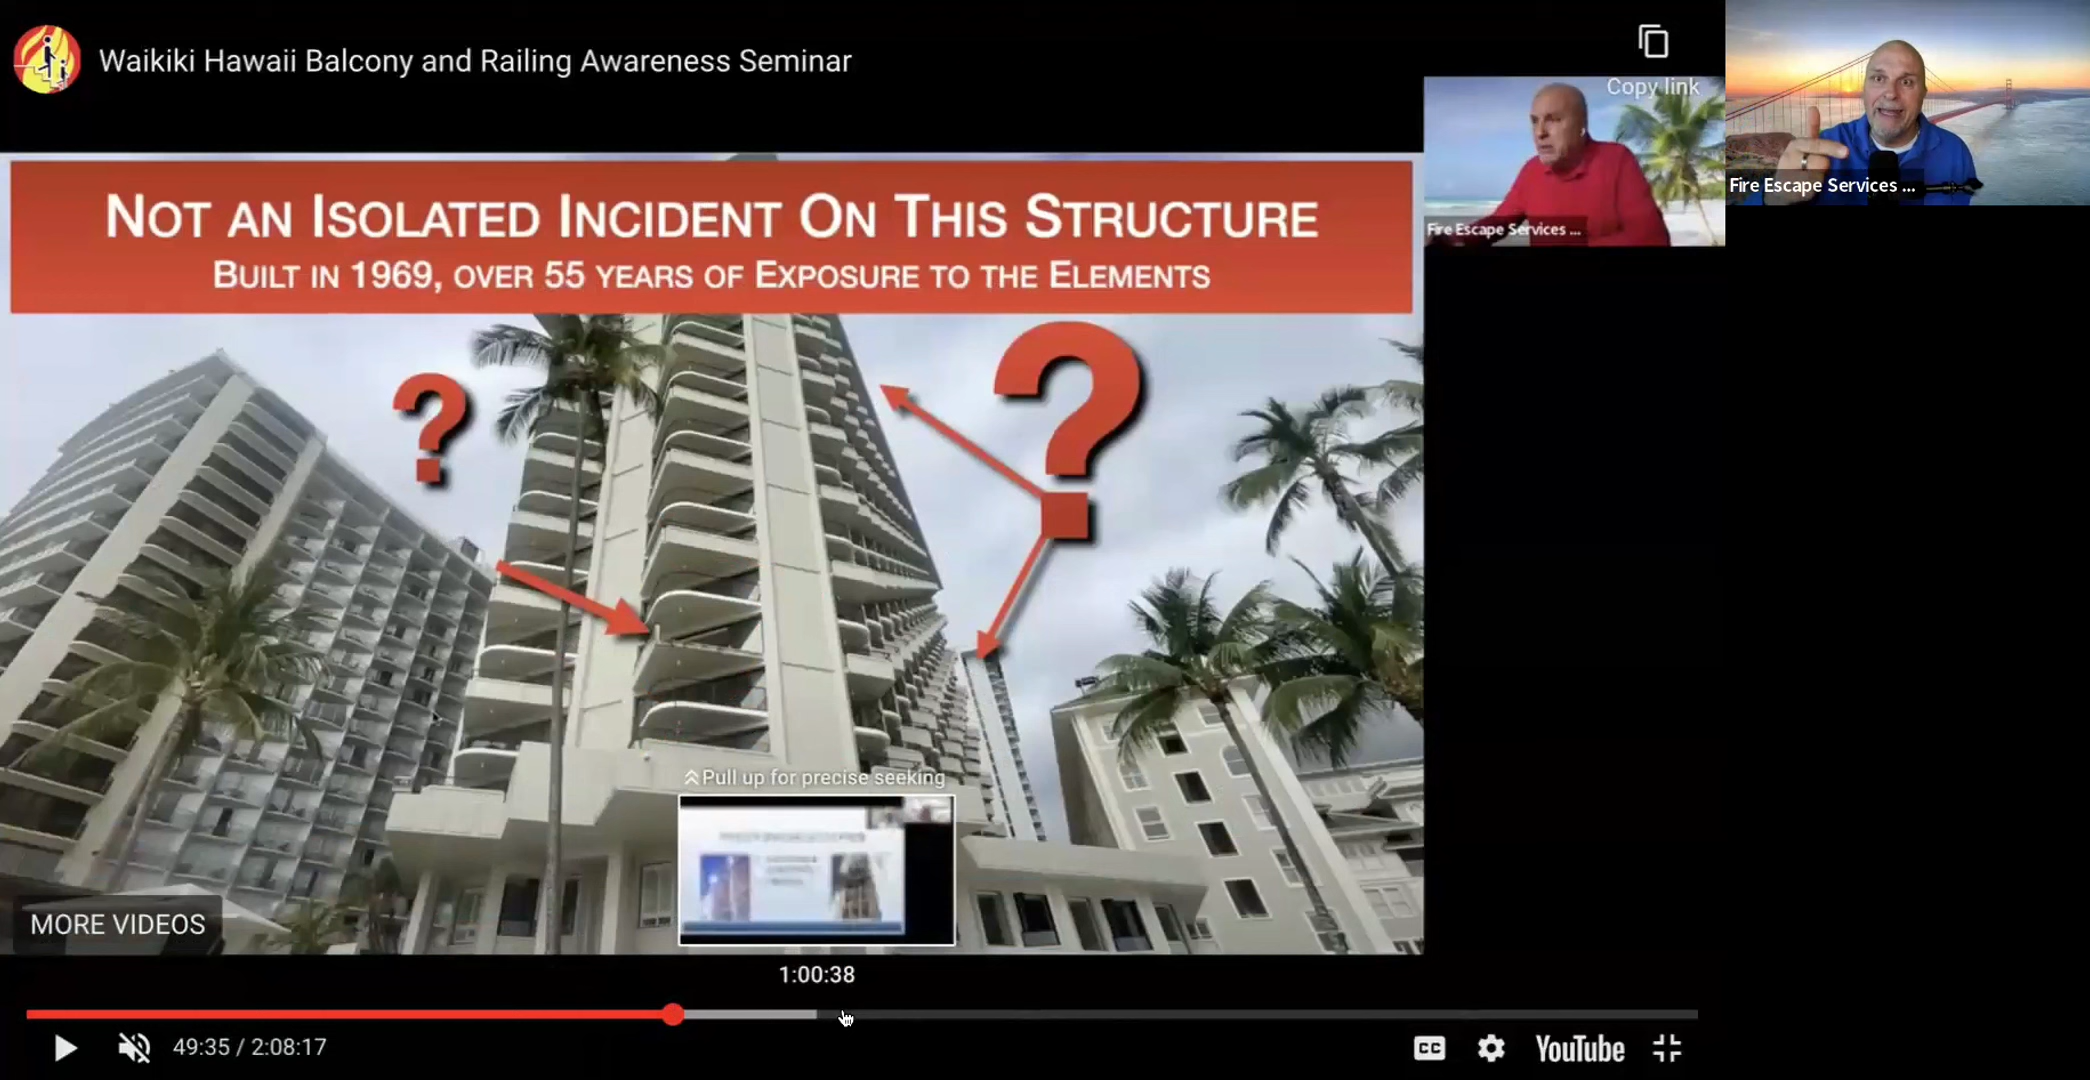 Waikiki Hawaii Balcony and Railing Awareness Seminar
Copy link
Fire Escape Services ...
Fire Escape Services ...
NOT AN ISOLATED INCIDENT ON THIS STRUCTURE
BUILT IN 1969, OVER 55 YEARS OF EXPOSURE TO THE ELEMENTS
?
?
Pull up for precise seeking
MORE VIDEOS
1:00:38
49:35 / 2:08:17
CC
YouTube